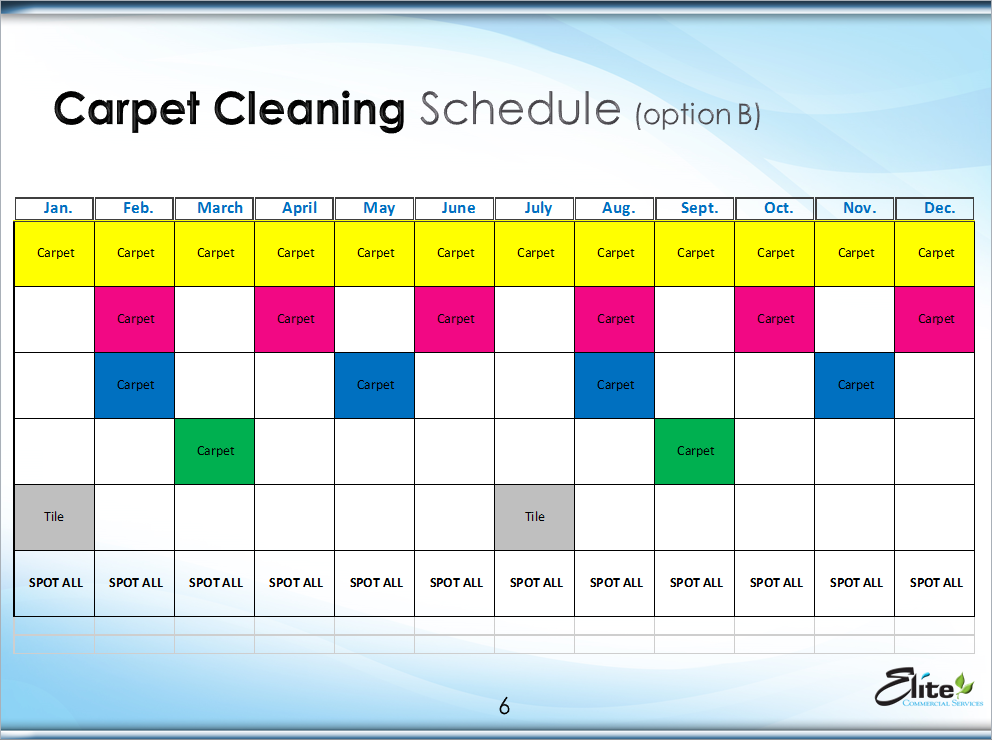 Carpet Cleaning Schedule (option B)
Jan. Feb. March April May June July Aug. Sept. Oct. Nov. Dec.
Carpet Carpet Carpet Carpet Carpet Carpet Carpet Carpet Carpet Carpet Carpet Carpet
Carpet Carpet Carpet Carpet Carpet Carpet
Carpet Carpet Carpet Carpet
Carpet Carpet
Tile Tile
SPOT ALL SPOT ALL SPOT ALL SPOT ALL SPOT ALL SPOT ALL SPOT ALL SPOT ALL SPOT ALL SPOT ALL SPOT ALL SPOT ALL
Elite
COMMERCIAL SERVICES
6